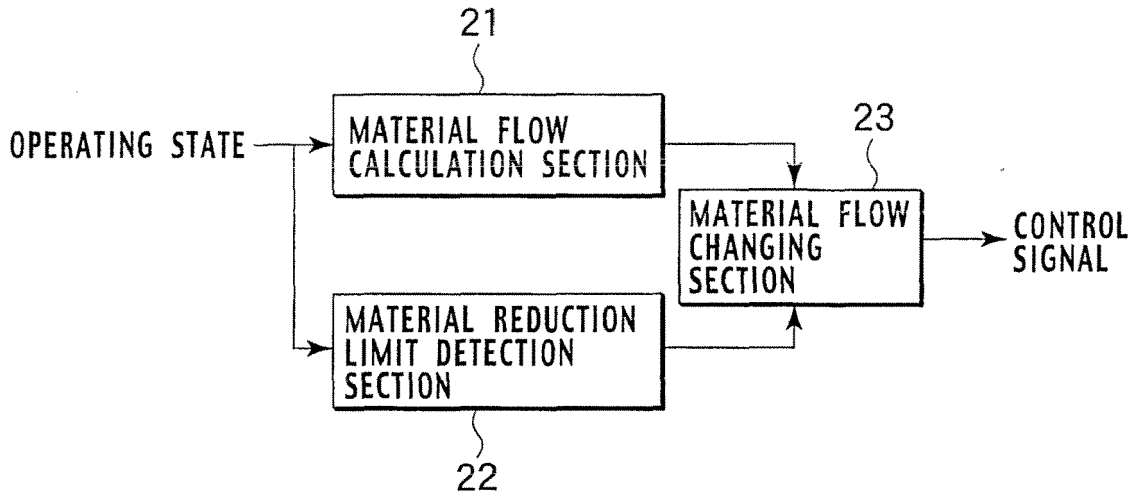 21
OPERATING STATE
MATERIAL FLOW
CALCULATION SECTION
23
MATERIAL FLOW
CHANGING
SECTION
CONTROL
SIGNAL
MATERIAL REDUCTION
LIMIT DETECTION
SECTION
22